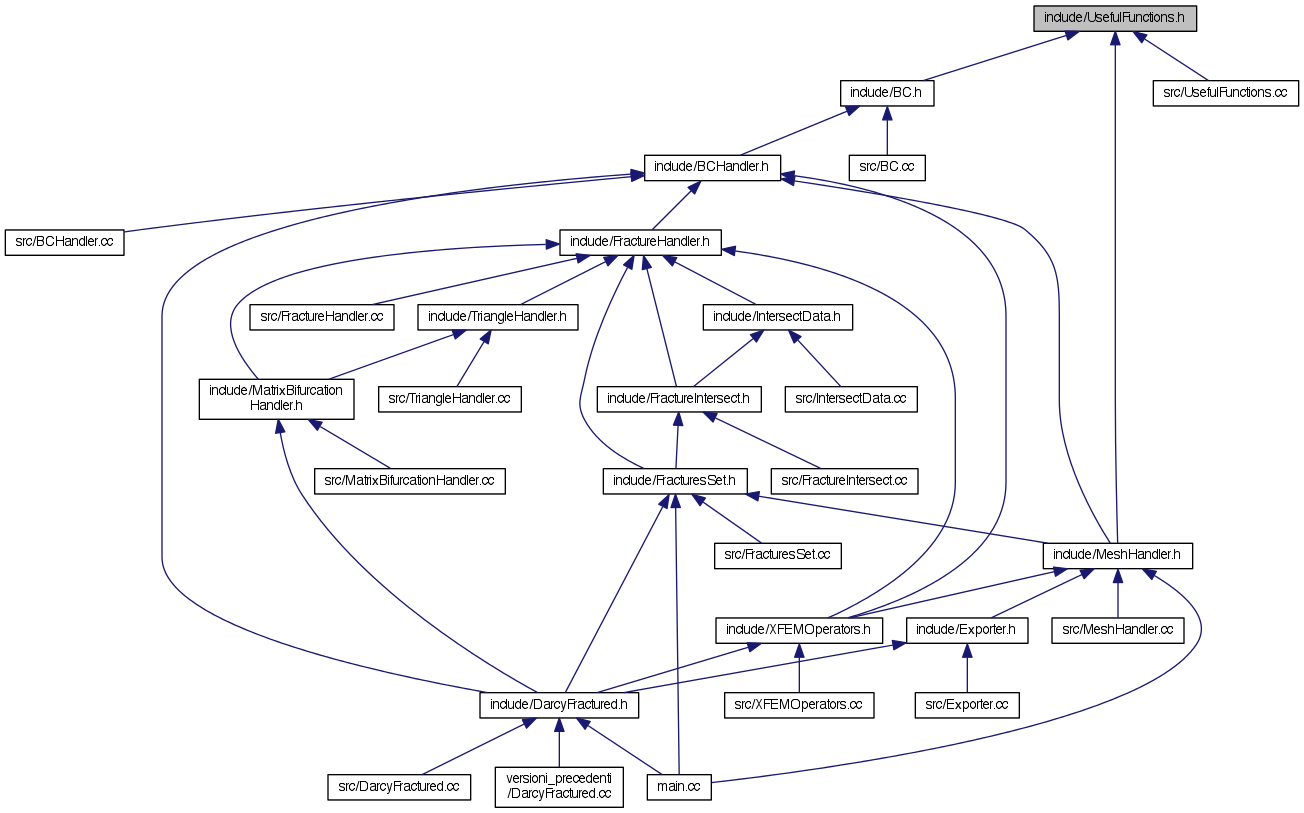 include/UsefulFunctions.h
include/BC.h
src/UsefulFunctions.cc
include/BCHandler.h
src/BC.cc
src/BCHandler.cc
include/FractureHandler.h
src/FractureHandler.cc
include/TriangleHandler.h
include/IntersectData.h
include/MatrixBifurcation
Handler.h
src/TriangleHandler.cc
include/FractureIntersect.h
src/IntersectData.cc
src/MatrixBifurcationHandler.cc
include/FracturesSet.h
src/FractureIntersect.cc
src/FracturesSet.cc
include/MeshHandler.h
include/XFEMOperators.h
include/Exporter.h
src/MeshHandler.cc
include/DarcyFractured.h
src/XFEMOperators.cc
src/Exporter.cc
src/DarcyFractured.cc
versioni_precedenti
/DarcyFractured.cc
main.cc